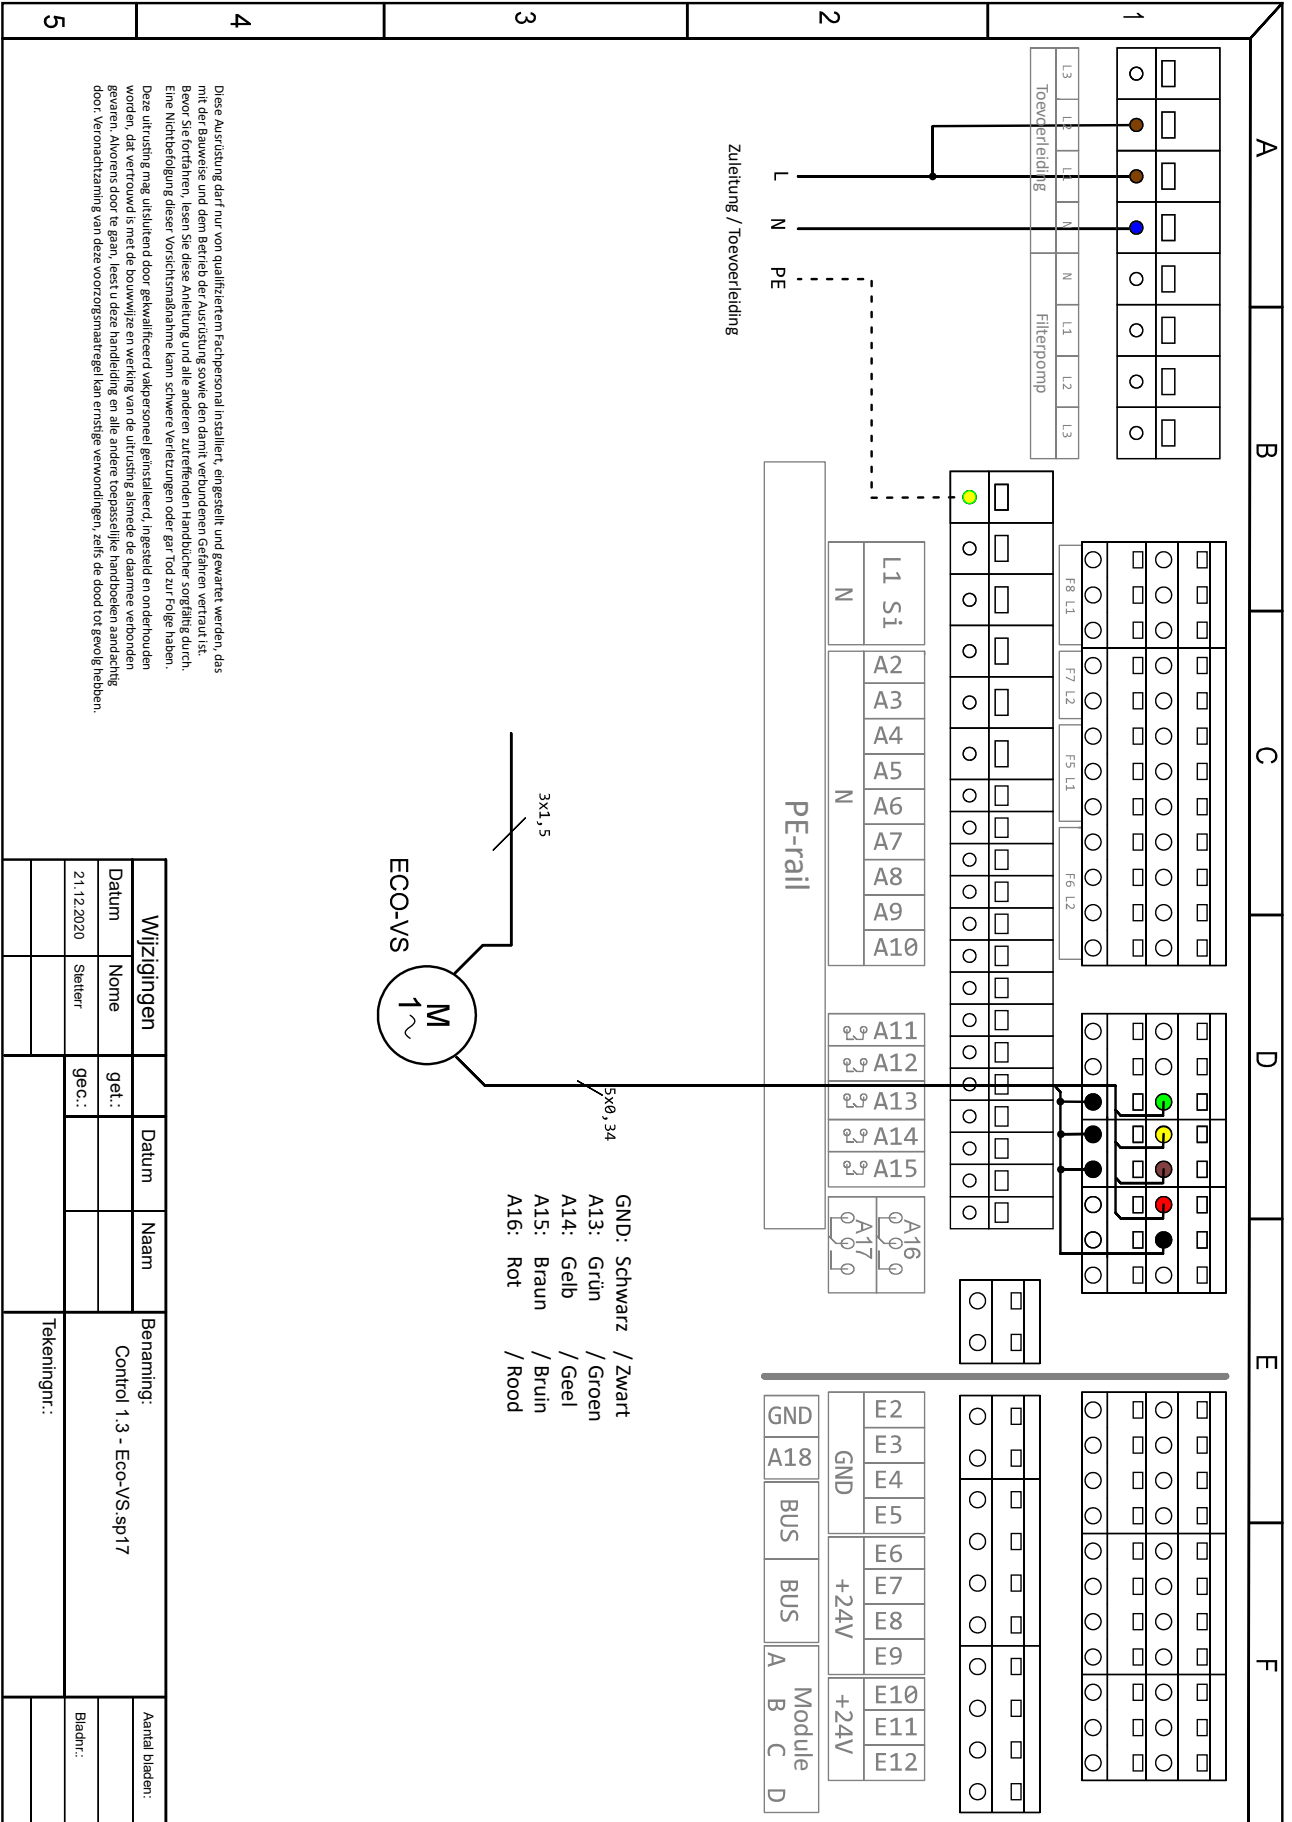 1
2
3
4
5
A
B
C
D
E
F
L3
L2
L1
N
N
L1
L2
L3
Toevoerleiding
Filterpomp
L
N
PE
Zuleitung / Toevoerleiding
F8 L1
F7 L2
F5 L1
F6 L2
L1 Si
N
A2
A3
A4
A5
A6
A7
A8
A9
A10
N
A11
A12
A13
A14
A15
A16
A17
PE-rail
E2
E3
E4
E5
E6
E7
E8
E9
E10
E11
E12
GND
+24V
+24V
GND
A18
BUS
BUS
Module
A B C D
3x1,5
ECO-VS
M
1~
5x0,34
GND: Schwarz / Zwart
A13: Grün / Groen
A14: Gelb / Geel
A15: Braun / Bruin
A16: Rot / Rood
Diese Ausrüstung darf nur von qualifiziertem Fachpersonal installiert, eingestellt und gewartet werden, das
mit der Bauweise und dem Betrieb der Ausrüstung sowie den damit verbundenen Gefahren vertraut ist.
Bevor Sie fortfahren, lesen Sie diese Anleitung und alle anderen zutreffenden Handbücher sorgfältig durch.
Eine Nichtbefolgung dieser Vorsichtsmaßnahme kann schwere Verletzungen oder gar Tod zur Folge haben.
Deze uitrusting mag uitsluitend door gekwalificeerd vakpersoneel geïnstalleerd, ingesteld en onderhouden
worden, dat vertrouwd is met de bouwwijze en werking van de uitrusting alsmede de daarmee verbonden
gevaren. Alvorens door te gaan, leest u deze handleiding en alle andere toepasselijke handboeken aandachtig
door. Veronachtzaming van deze voorzorgsmaatregel kan ernstige verwondingen, zelfs de dood tot gevolg hebben.
Wijzigingen
Datum Nome
21.12.2020 Stetterr
get.:
gec.:
Datum Naam
Benaming:
Control 1.3 - Eco-VS.sp17
Tekeningnr.:
Aantal bladen:
Bladnr.: